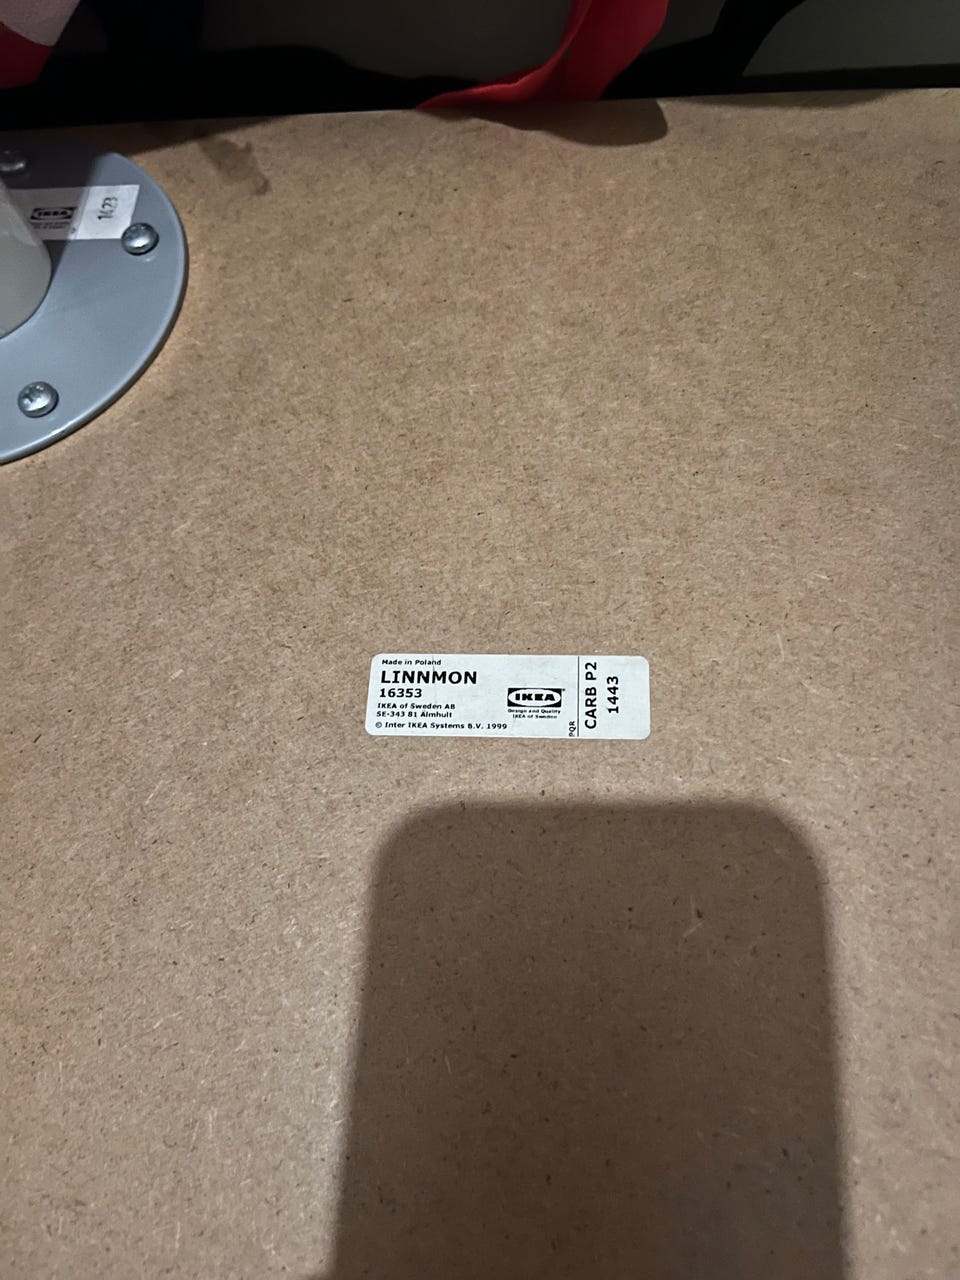 IKEA
1423
Made in Poland
LINNMON
16353
IKEA of Sweden AB
SE-343 81 Älmhult
© Inter IKEA Systems B.V. 1999
IKEA
Design and Quality
IKEA of Sweden
PQR
CARB P2
1443